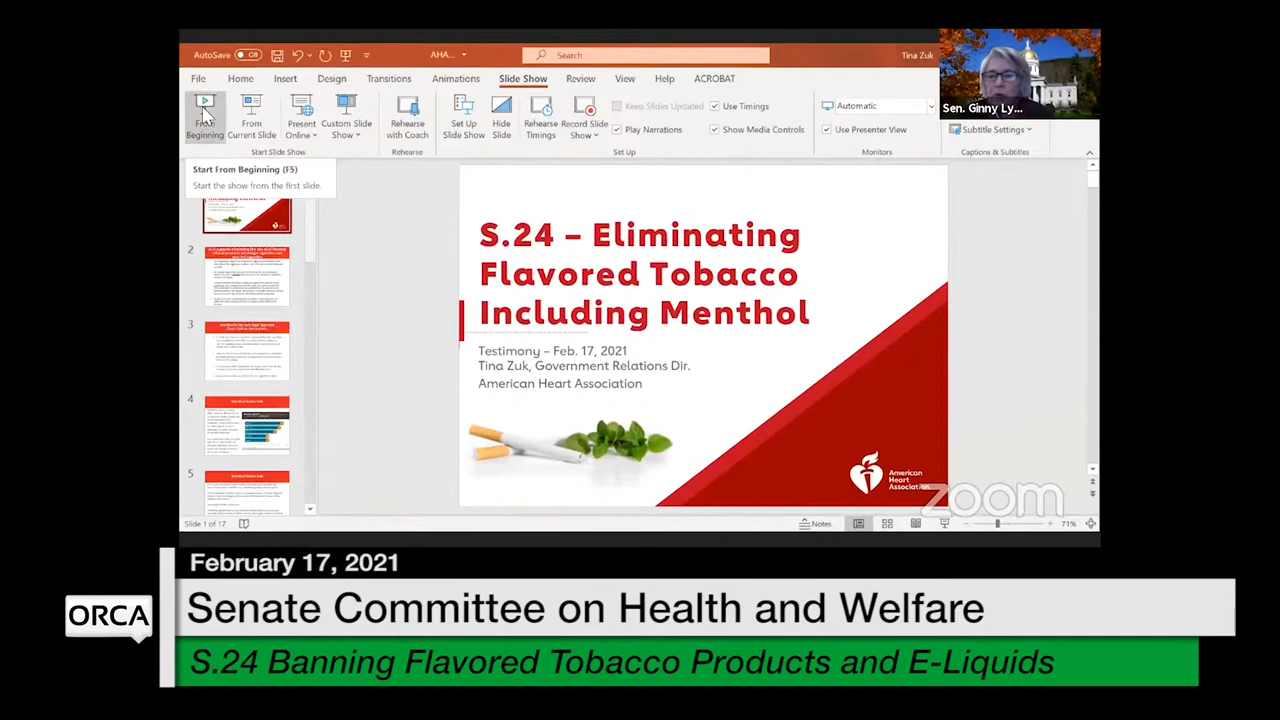 AutoSave Off AHA... Search Tina Zuk
Sen. Ginny Ly...
File Home Insert Design Transitions Animations Slide Show Review View Help ACROBAT
From Beginning
From Current Slide
Present Online
Custom Slide Show
Rehearse with Coach
Set Up Slide Show
Hide Slide
Rehearse Timings
Record Slide Show
Keep Slides Updated
Play Narrations
Use Timings
Show Media Controls
Automatic
Use Presenter View
Subtitle Settings
Start Slide Show Rehearse Set Up Monitors Captions & Subtitles
Start From Beginning (F5)
Start the show from the first slide.
Including Menthol
2
3
4
5
S.24 – Eliminating
Flavored Tobacco
Including Menthol
Testimony – Feb. 17, 2021
Tina Zuk, Government Relations Dir.
American Heart Association
American
Heart
Association
zoom
Slide 1 of 17 Notes 71%
February 17, 2021
ORCA
Senate Committee on Health and Welfare
S.24 Banning Flavored Tobacco Products and E-Liquids